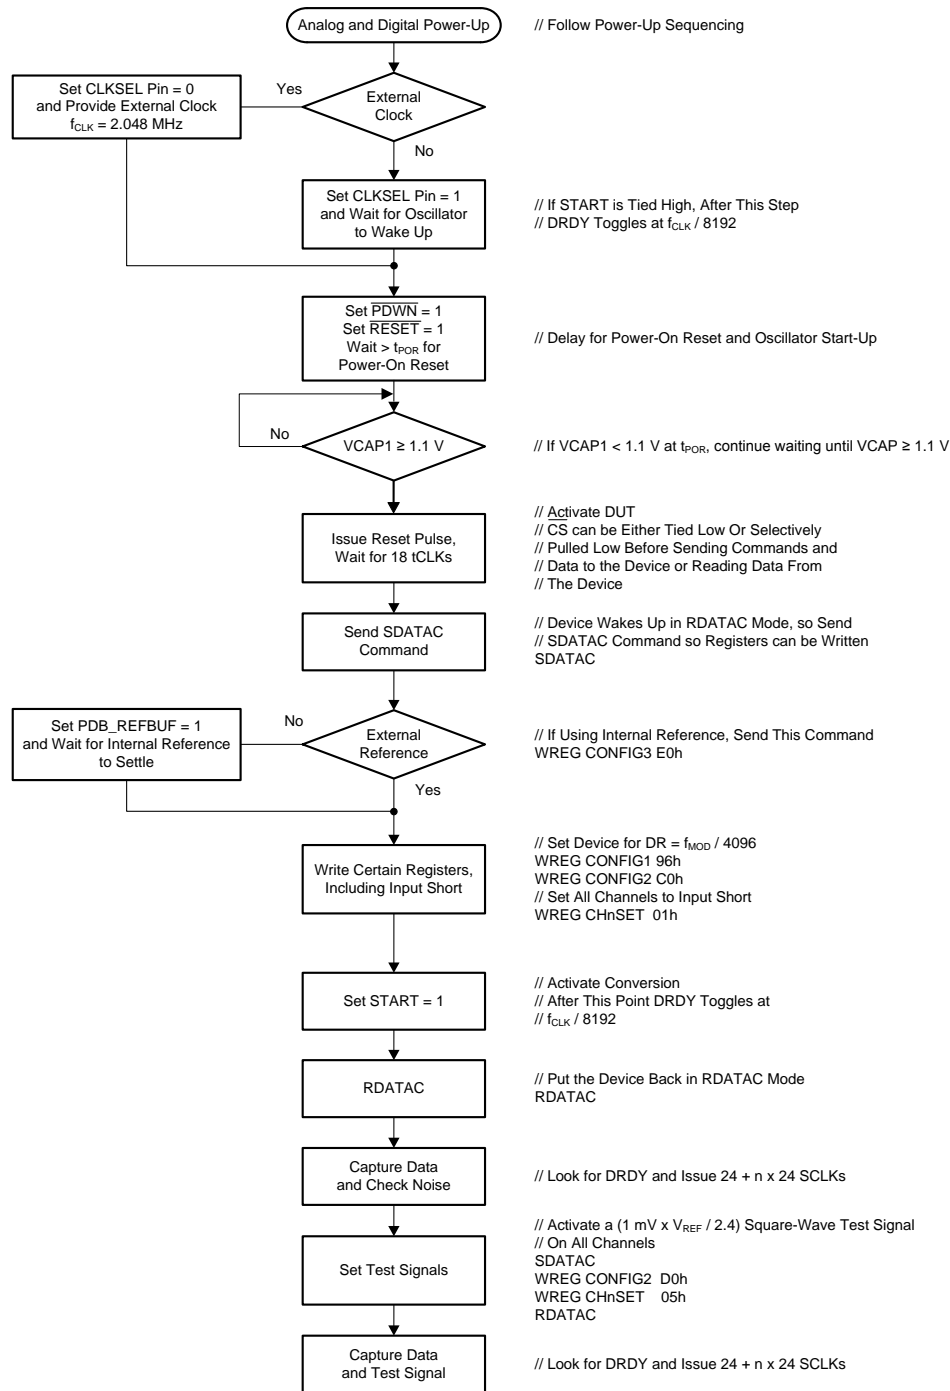 Analog and Digital Power-Up
// Follow Power-Up Sequencing
Set CLKSEL Pin = 0
and Provide External Clock
fCLK = 2.048 MHz
Yes
External
Clock
No
Set CLKSEL Pin = 1
and Wait for Oscillator
to Wake Up
// If START is Tied High, After This Step
// DRDY Toggles at fCLK / 8192
Set PDWN = 1
Set RESET = 1
Wait > tPOR for
Power-On Reset
// Delay for Power-On Reset and Oscillator Start-Up
No
VCAP1 ≥ 1.1 V
// If VCAP1 < 1.1 V at tPOR, continue waiting until VCAP ≥ 1.1 V
Issue Reset Pulse,
Wait for 18 tCLKs
// Activate DUT
// CS can be Either Tied Low Or Selectively
// Pulled Low Before Sending Commands and
// Data to the Device or Reading Data From
// The Device
Send SDATAC
Command
// Device Wakes Up in RDATAC Mode, so Send
// SDATAC Command so Registers can be Written
SDATAC
Set PDB_REFBUF = 1
and Wait for Internal Reference
to Settle
No
External
Reference
Yes
// If Using Internal Reference, Send This Command
WREG CONFIG3 E0h
Write Certain Registers,
Including Input Short
// Set Device for DR = fMOD / 4096
WREG CONFIG1 96h
WREG CONFIG2 C0h
// Set All Channels to Input Short
WREG CHnSET 01h
Set START = 1
// Activate Conversion
// After This Point DRDY Toggles at
// fCLK / 8192
RDATAC
// Put the Device Back in RDATAC Mode
RDATAC
Capture Data
and Check Noise
// Look for DRDY and Issue 24 + n x 24 SCLKs
Set Test Signals
// Activate a (1 mV x VREF / 2.4) Square-Wave Test Signal
// On All Channels
SDATAC
WREG CONFIG2 D0h
WREG CHnSET 05h
RDATAC
Capture Data
and Test Signal
// Look for DRDY and Issue 24 + n x 24 SCLKs